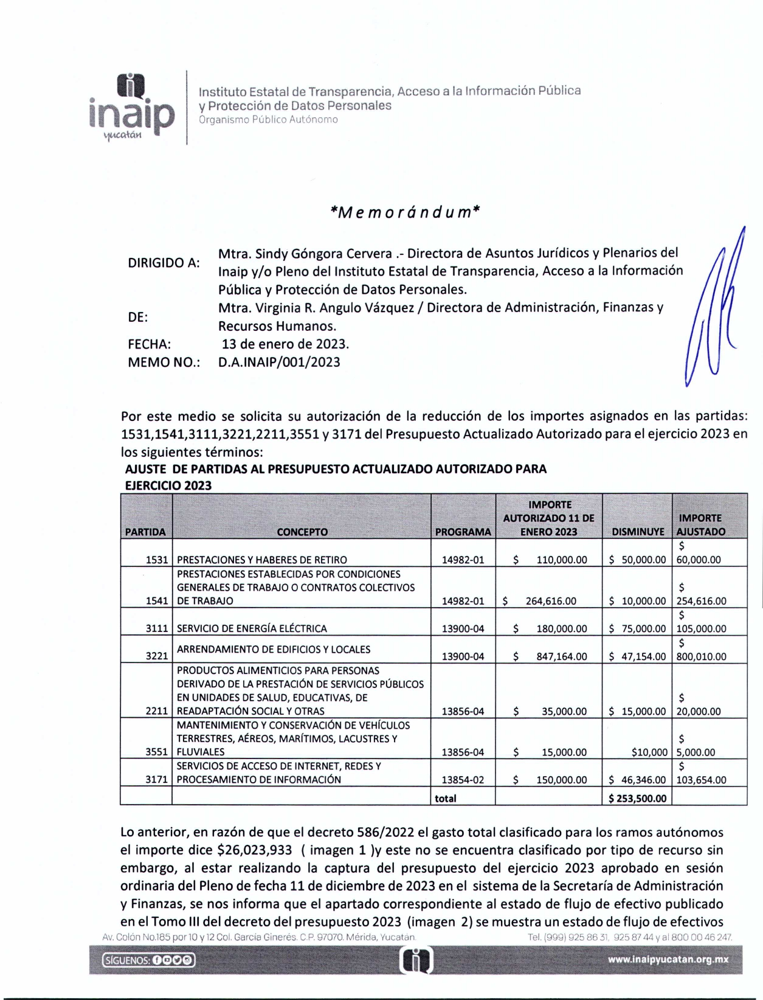 inaip
yucatán
Instituto Estatal de Transparencia, Acceso a la Información Pública
y Protección de Datos Personales
Organismo Público Autónomo
*Memorándum*
DIRIGIDO A: Mtra. Sindy Góngora Cervera .- Directora de Asuntos Jurídicos y Plenarios del
Inaip y/o Pleno del Instituto Estatal de Transparencia, Acceso a la Información
Pública y Protección de Datos Personales.
DE: Mtra. Virginia R. Angulo Vázquez / Directora de Administración, Finanzas y
Recursos Humanos.
FECHA: 13 de enero de 2023.
MEMO NO.: D.A.INAIP/001/2023
Por este medio se solicita su autorización de la reducción de los importes asignados en las partidas:
1531,1541,3111,3221,2211,3551 y 3171 del Presupuesto Actualizado Autorizado para el ejercicio 2023 en
los siguientes términos:
AJUSTE DE PARTIDAS AL PRESUPUESTO ACTUALIZADO AUTORIZADO PARA
EJERCICIO 2023
PARTIDA CONCEPTO PROGRAMA IMPORTE AUTORIZADO 11 DE ENERO 2023 DISMINUYE IMPORTE AJUSTADO
1531 PRESTACIONES Y HABERES DE RETIRO 14982-01 $ 110,000.00 $ 50,000.00 $ 60,000.00
PRESTACIONES ESTABLECIDAS POR CONDICIONES
GENERALES DE TRABAJO O CONTRATOS COLECTIVOS
1541 DE TRABAJO 14982-01 $ 264,616.00 $ 10,000.00 $ 254,616.00
3111 SERVICIO DE ENERGÍA ELÉCTRICA 13900-04 $ 180,000.00 $ 75,000.00 $ 105,000.00
3221 ARRENDAMIENTO DE EDIFICIOS Y LOCALES 13900-04 $ 847,164.00 $ 47,154.00 $ 800,010.00
PRODUCTOS ALIMENTICIOS PARA PERSONAS
DERIVADO DE LA PRESTACIÓN DE SERVICIOS PÚBLICOS
EN UNIDADES DE SALUD, EDUCATIVAS, DE
2211 READAPTACIÓN SOCIAL Y OTRAS 13856-04 $ 35,000.00 $ 15,000.00 $ 20,000.00
MANTENIMIENTO Y CONSERVACIÓN DE VEHÍCULOS
TERRESTRES, AÉREOS, MARÍTIMOS, LACUSTRES Y
3551 FLUVIALES 13856-04 $ 15,000.00 $10,000 $ 5,000.00
SERVICIOS DE ACCESO DE INTERNET, REDES Y
3171 PROCESAMIENTO DE INFORMACIÓN 13854-02 $ 150,000.00 $ 46,346.00 $ 103,654.00
total $ 253,500.00
Lo anterior, en razón de que el decreto 586/2022 el gasto total clasificado para los ramos autónomos
el importe dice $26,023,933 ( imagen 1 )y este no se encuentra clasificado por tipo de recurso sin
embargo, al estar realizando la captura del presupuesto del ejercicio 2023 aprobado en sesión
ordinaria del Pleno de fecha 11 de diciembre de 2023 en el sistema de la Secretaría de Administración
y Finanzas, se nos informa que el apartado correspondiente al estado de flujo de efectivo publicado
en el Tomo III del decreto del presupuesto 2023 (imagen 2) se muestra un estado de flujo de efectivos
Av. Colón No.185 por 10 y 12 Col. García Ginerés. C.P. 97070. Mérida, Yucatán. Tel. (999) 925 86 31, 925 87 44 y al 800 00 46 247.
SÍGUENOS: www.inaipyucatan.org.mx